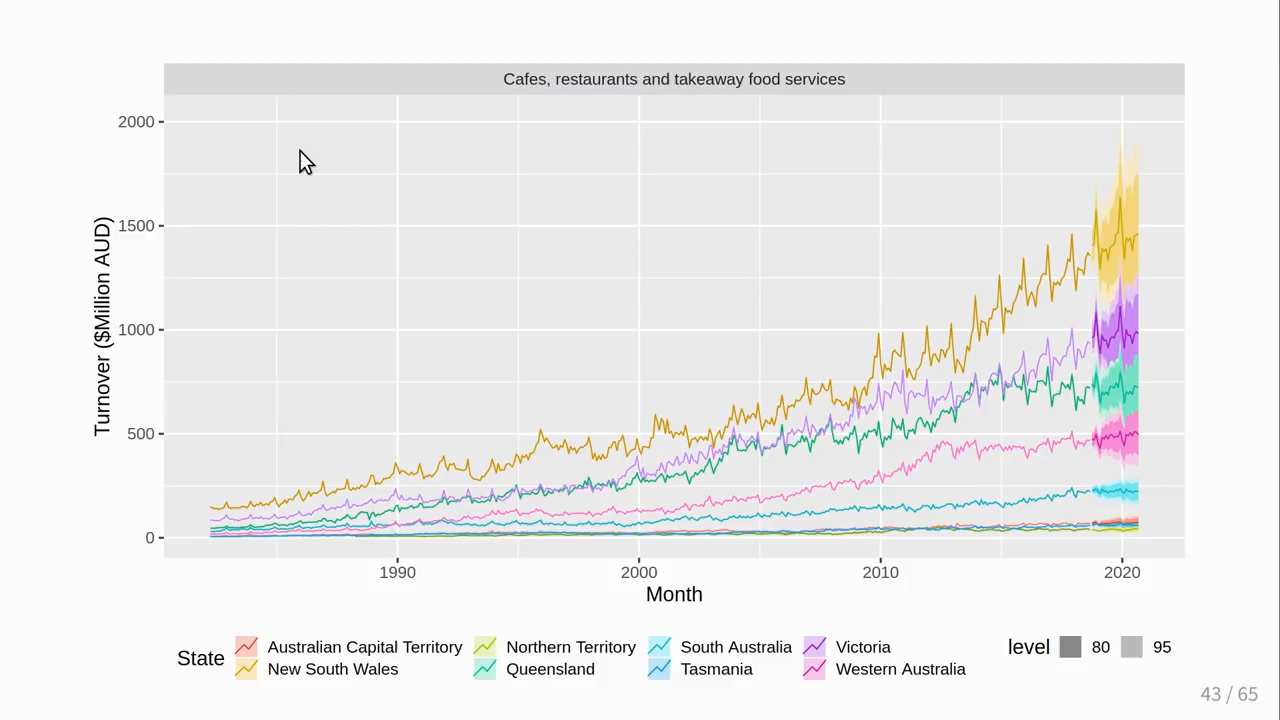 Cafes, restaurants and takeaway food services
2000
1500
1000
500
0
Turnover ($Million AUD)
1990 2000 2010 2020
Month
State
Australian Capital Territory Northern Territory South Australia Victoria
New South Wales Queensland Tasmania Western Australia
level 80 95
43 / 65